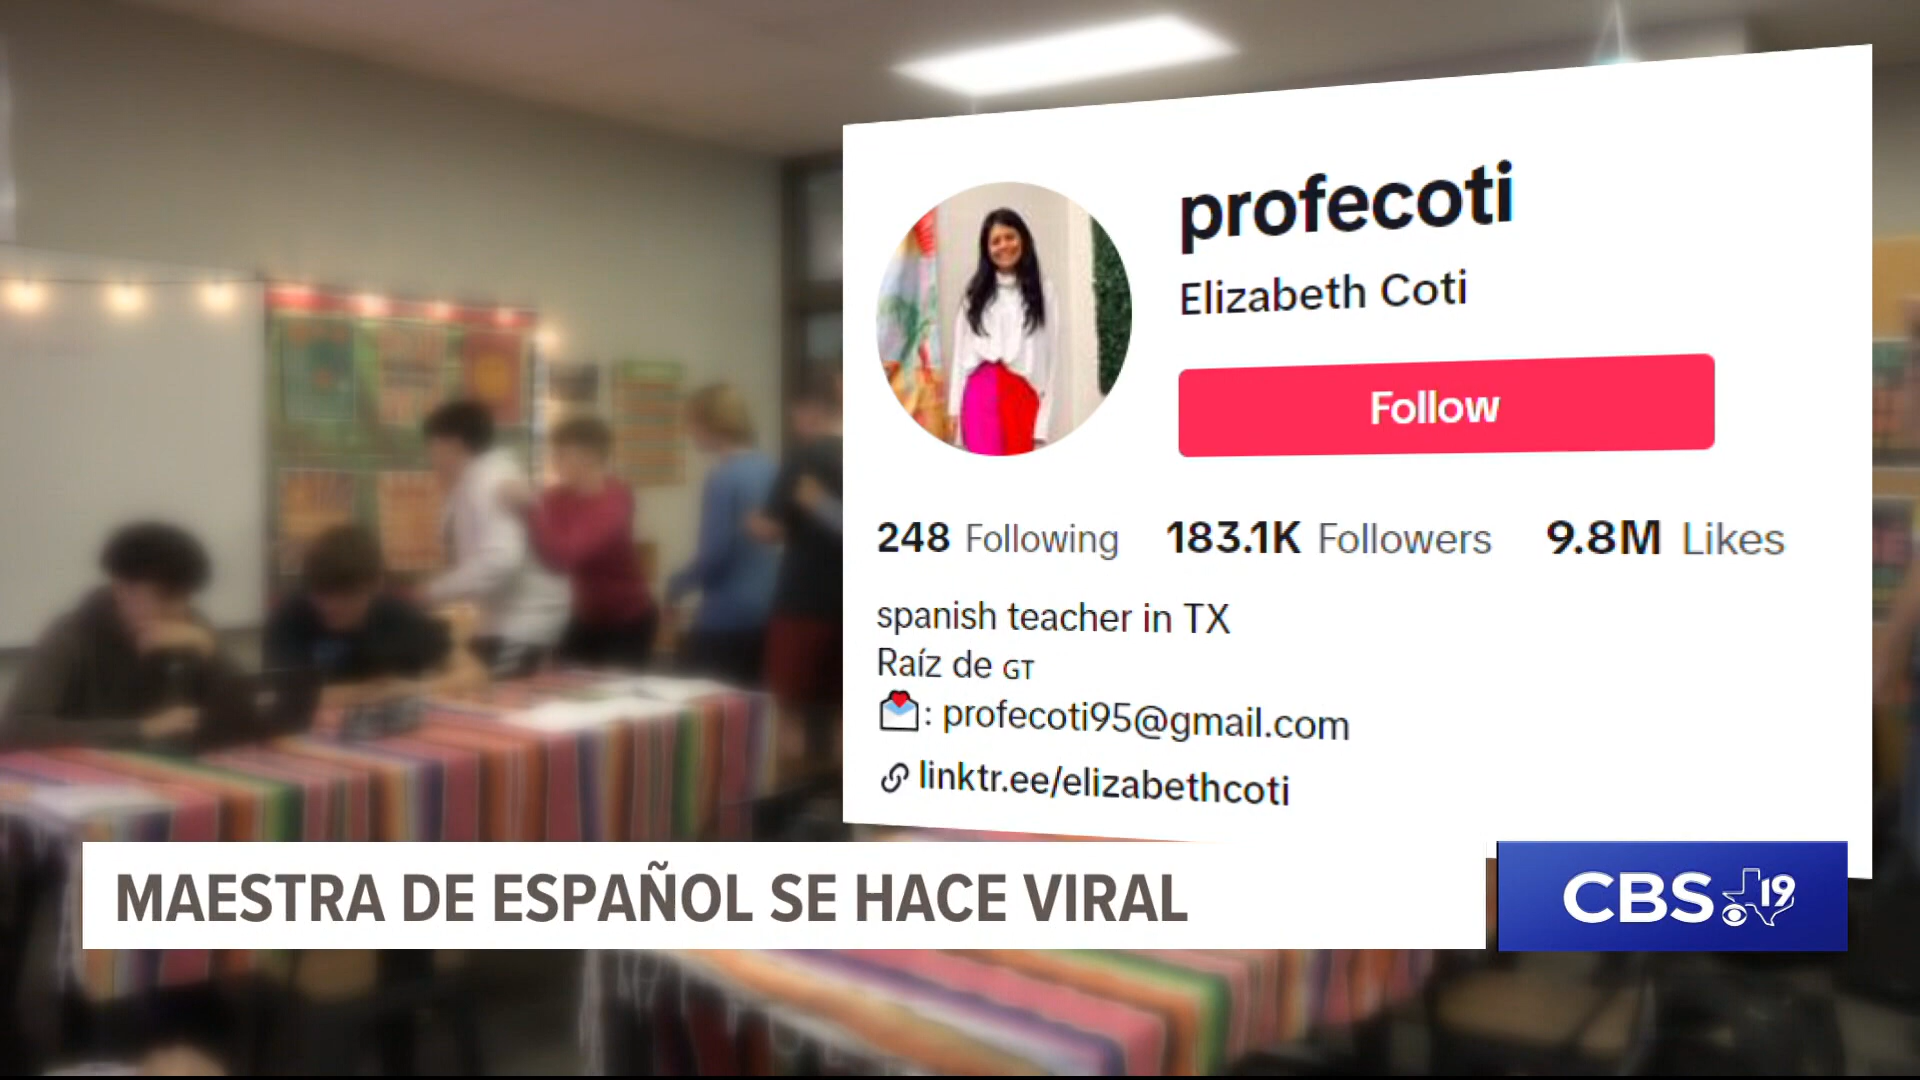 profecoti
Elizabeth Coti
Follow
248 Following 183.1K Followers 9.8M Likes
spanish teacher in TX
Raíz de GT
: profecoti95@gmail.com
linktr.ee/elizabethcoti
MAESTRA DE ESPAÑOL SE HACE VIRAL
CBS 19